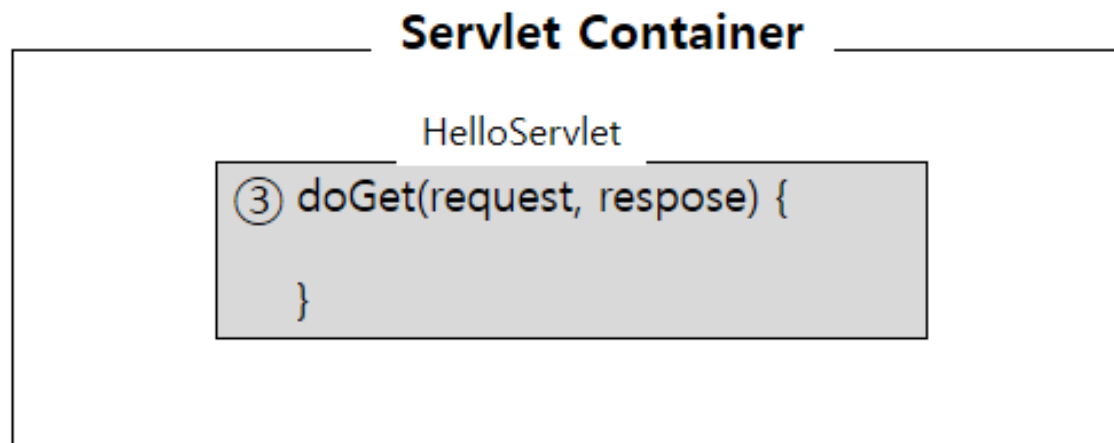 Servlet Container
HelloServlet
③ doGet(request, respose) {
}